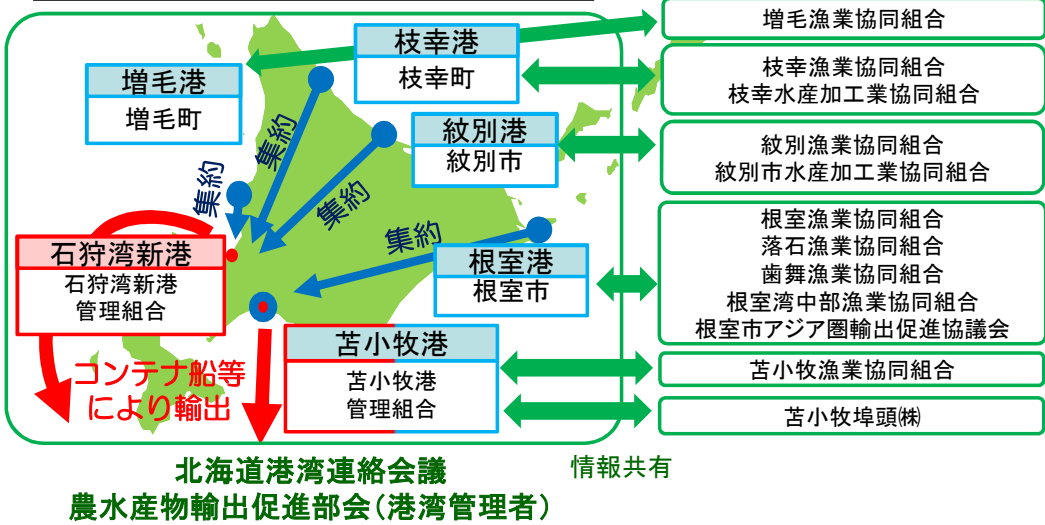 増毛港
増毛町
枝幸港
枝幸町
紋別港
紋別市
根室港
根室市
石狩湾新港
石狩湾新港
管理組合
苫小牧港
苫小牧港
管理組合
集約
集約
集約
集約
コンテナ船等
により輸出
増毛漁業協同組合
枝幸漁業協同組合
枝幸水産加工業協同組合
紋別漁業協同組合
紋別市水産加工業協同組合
根室漁業協同組合
落石漁業協同組合
歯舞漁業協同組合
根室湾中部漁業協同組合
根室市アジア圏輸出促進協議会
苫小牧漁業協同組合
苫小牧埠頭㈱
北海道港湾連絡会議
農水産物輸出促進部会(港湾管理者)
情報共有